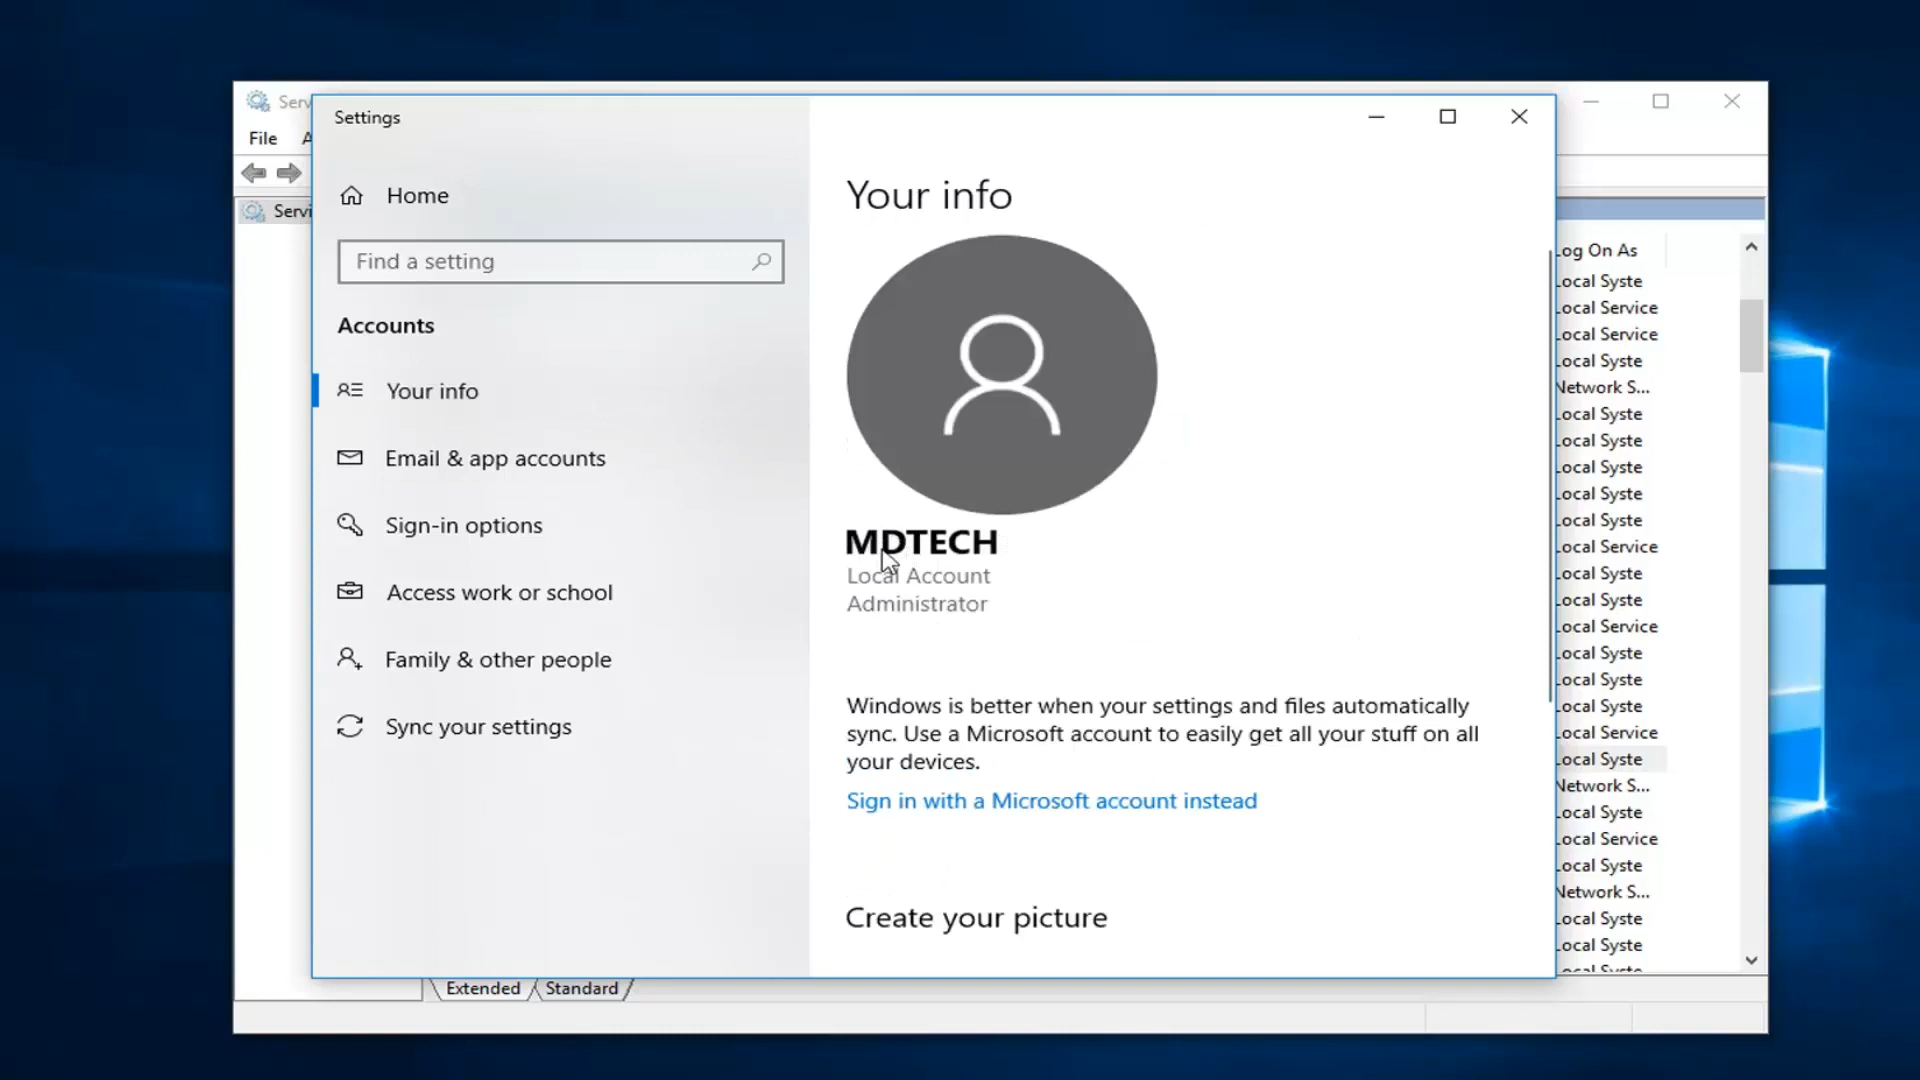 Serv
File A
Servi
Settings
Home
Find a setting
Accounts
Your info
Email & app accounts
Sign-in options
Access work or school
Family & other people
Sync your settings
Your info
MDTECH
Local Account
Administrator
Windows is better when your settings and files automatically
sync. Use a Microsoft account to easily get all your stuff on all
your devices.
Sign in with a Microsoft account instead
Create your picture
Log On As
Local Syste
Local Service
Local Service
Local Syste
Network S...
Local Syste
Local Syste
Local Syste
Local Syste
Local Syste
Local Service
Local Syste
Local Syste
Local Service
Local Syste
Local Syste
Local Syste
Local Service
Local Syste
Network S...
Local Syste
Local Service
Local Syste
Network S...
Local Syste
Local Syste
Local Syste
Extended Standard